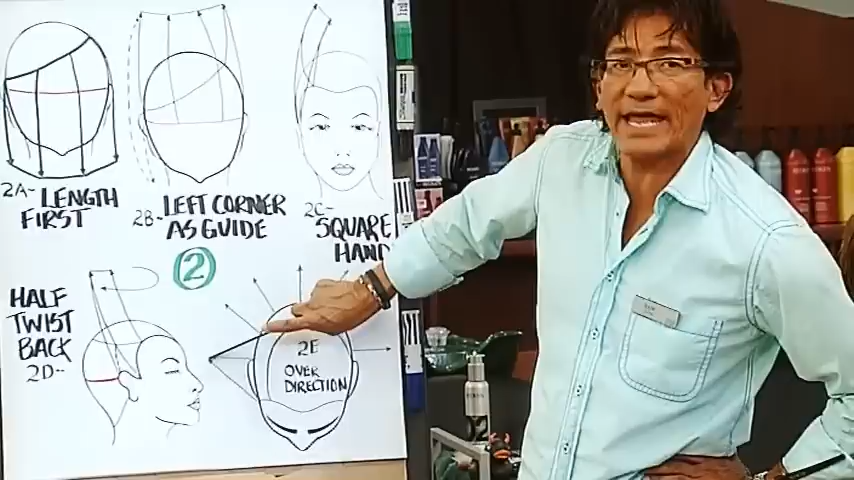 2A- LENGTH
FIRST
2B- LEFT CORNER
AS GUIDE
2C-
SQUARE
HAND
2
HALF
TWIST
BACK
2D--
2E
OVER
DIRECTION